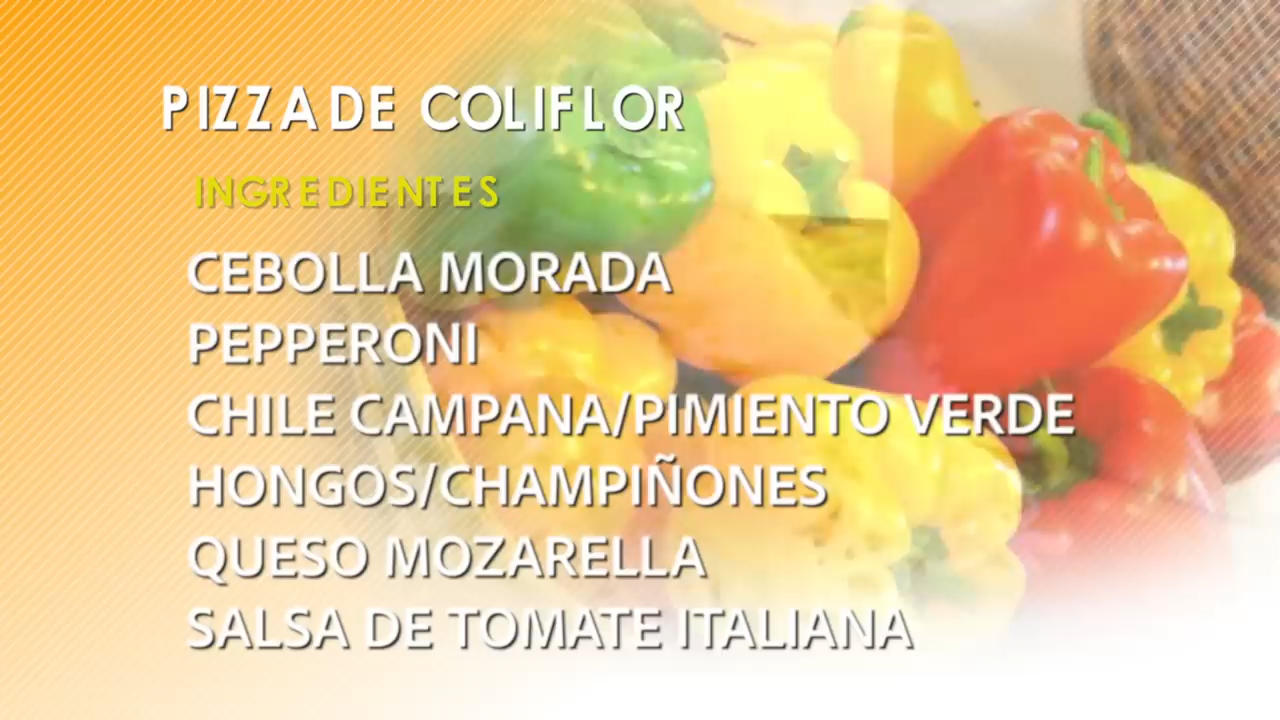 PIZZA DE COLIFLOR
INGREDIENTES
CEBOLLA MORADA
PEPPERONI
CHILE CAMPANA/PIMIENTO VERDE
HONGOS/CHAMPIÑONES
QUESO MOZARELLA
SALSA DE TOMATE ITALIANA